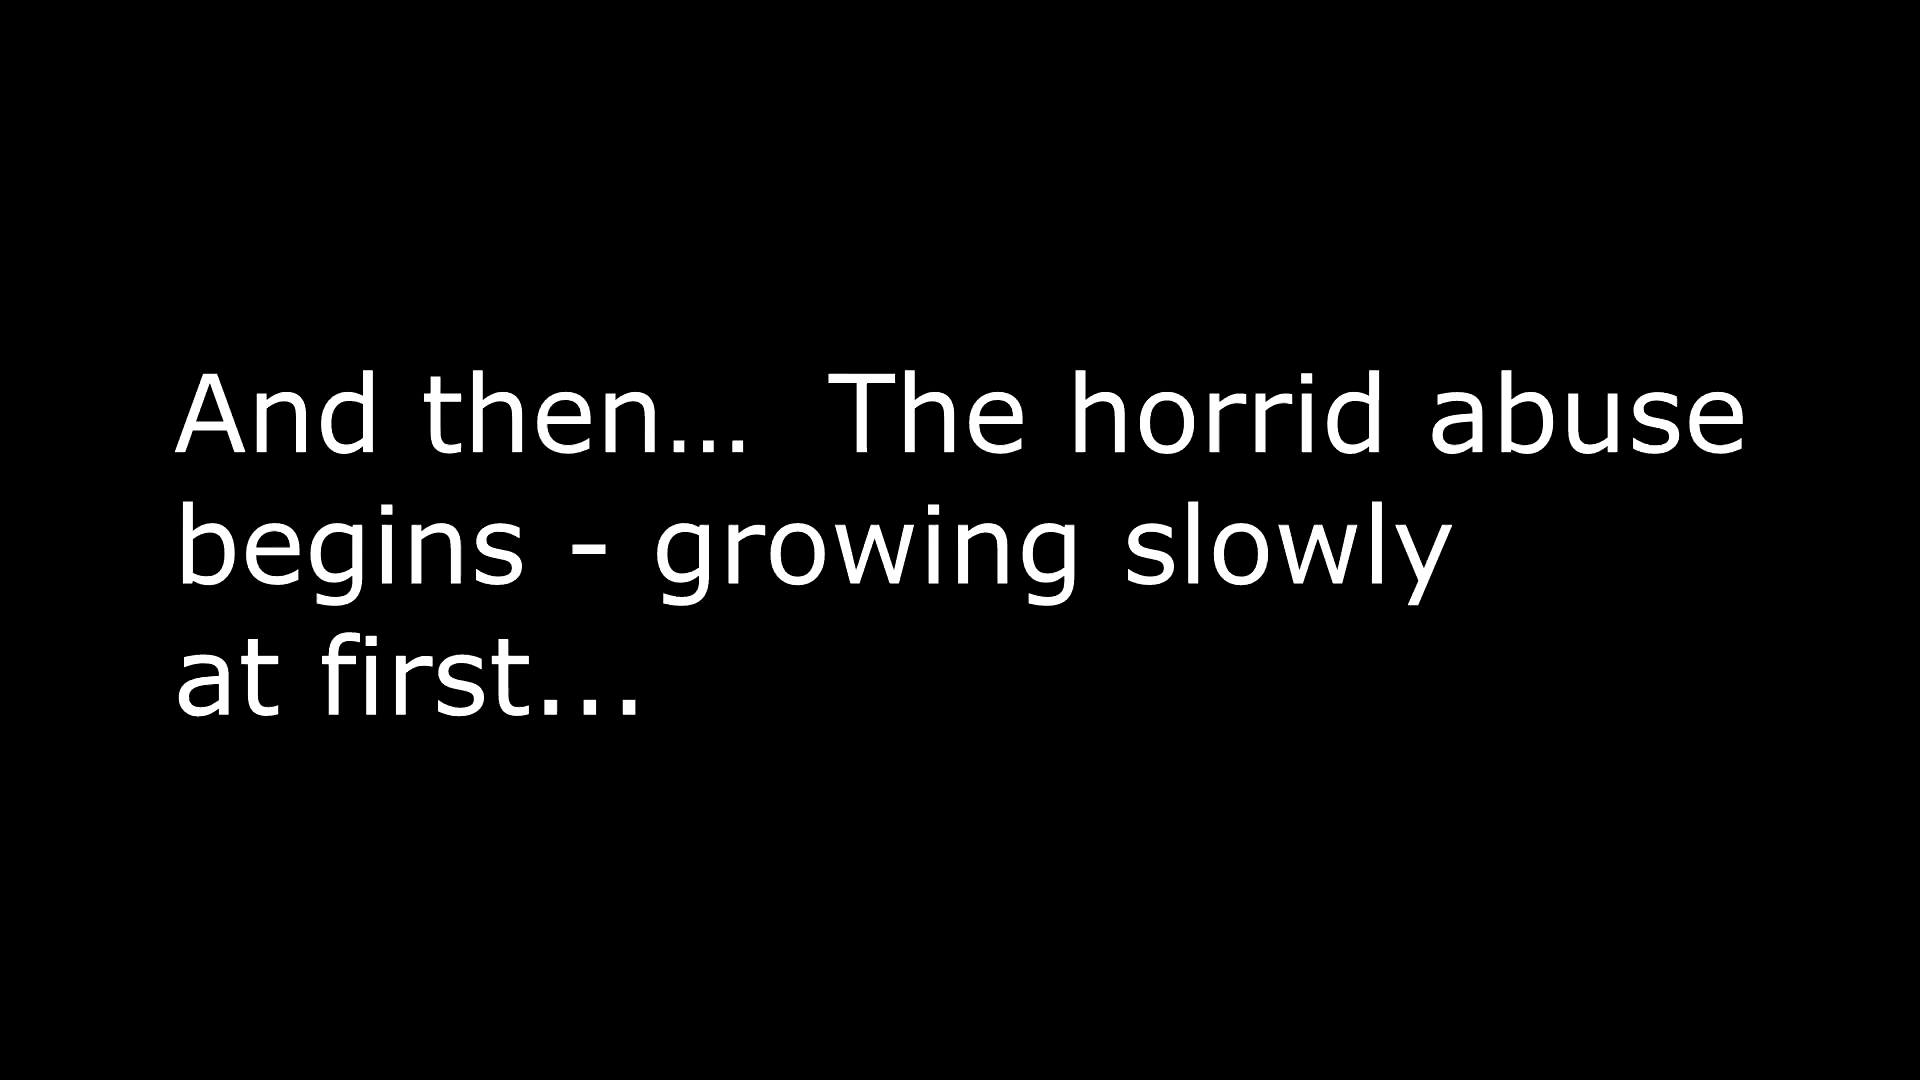 And then…  The horrid abuse
begins - growing slowly
at first...